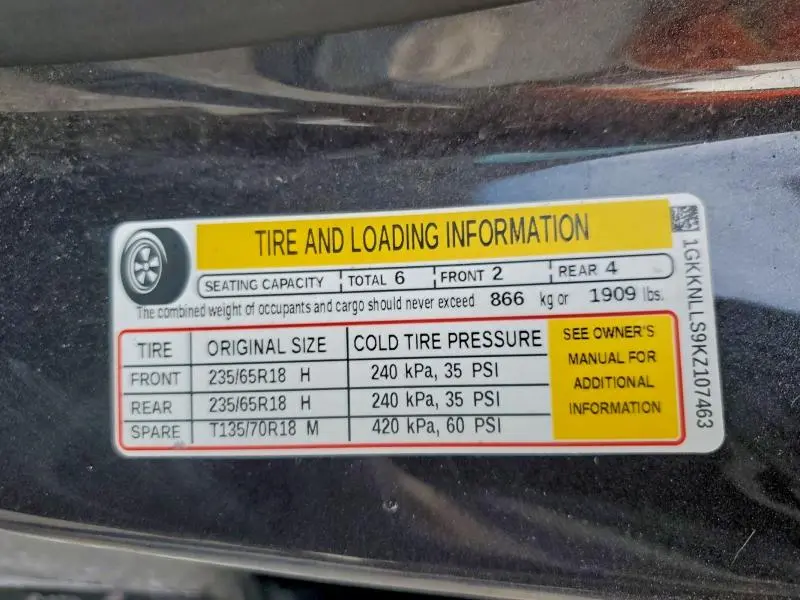 TIRE AND LOADING INFORMATION
SEATING CAPACITY TOTAL 6 FRONT 2 REAR 4
The combined weight of occupants and cargo should never exceed 866 kg or 1909 lbs.
TIRE ORIGINAL SIZE COLD TIRE PRESSURE
FRONT 235/65R18 H 240 kPa, 35 PSI
REAR 235/65R18 H 240 kPa, 35 PSI
SPARE T135/70R18 M 420 kPa, 60 PSI
SEE OWNER'S
MANUAL FOR
ADDITIONAL
INFORMATION
1GKKNLLS9KZ107463